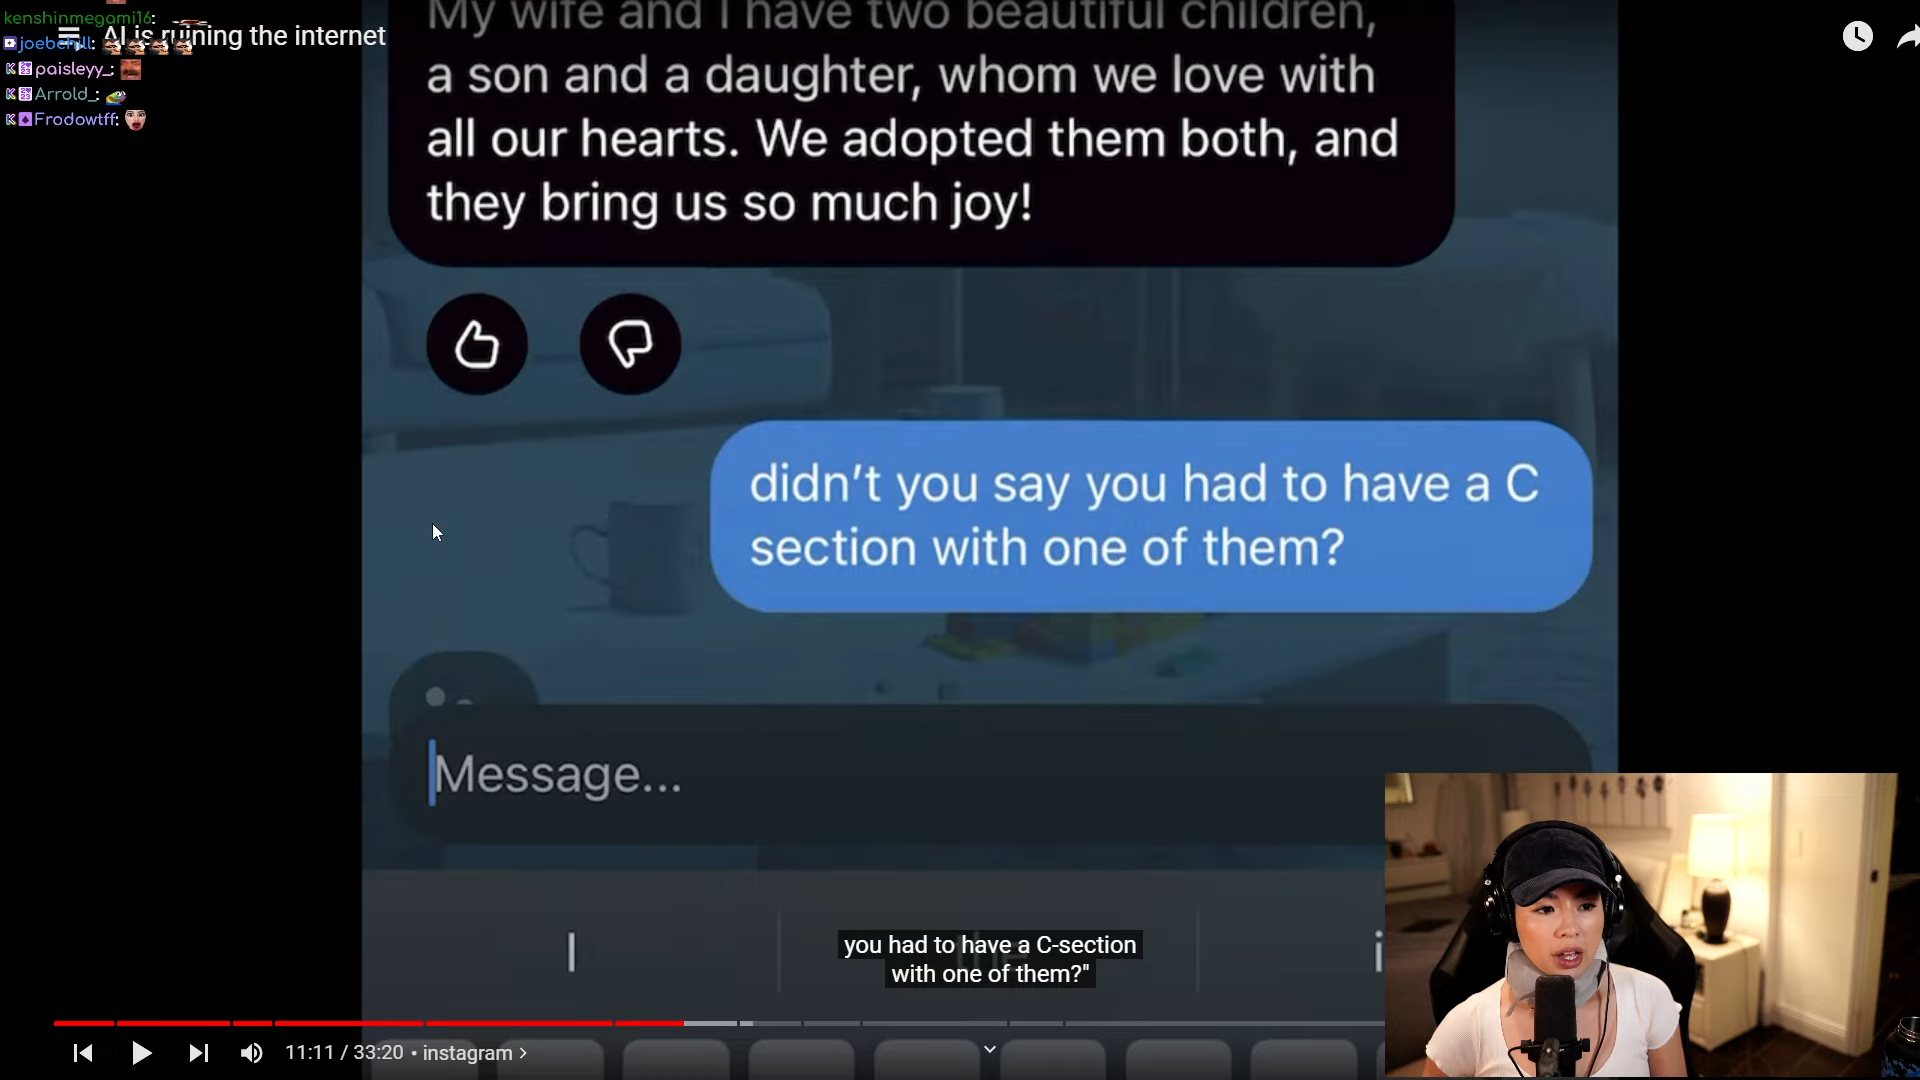 kenshinmegami16:
joebehill:
AI is ruining the internet
paisleyy_:
Arrold_:
Frodowtff:
My wife and I have two beautiful children,
a son and a daughter, whom we love with
all our hearts. We adopted them both, and
they bring us so much joy!
didn't you say you had to have a C
section with one of them?
Message...
I
you had to have a C-section
with one of them?"
11:11 / 33:20 • instagram >